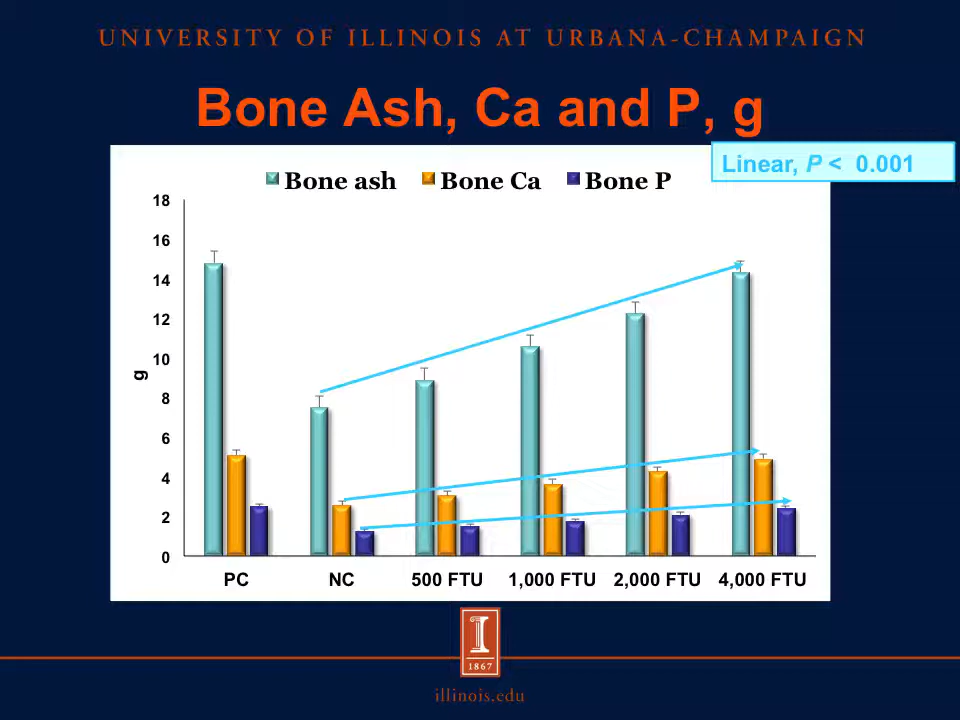 UNIVERSITY OF ILLINOIS AT URBANA-CHAMPAIGN
Bone Ash, Ca and P, g
Linear, P < 0.001
Bone ash Bone Ca Bone P
18
16
14
12
10
8
6
4
2
0
g
PC NC 500 FTU 1,000 FTU 2,000 FTU 4,000 FTU
I
1867
illinois.edu